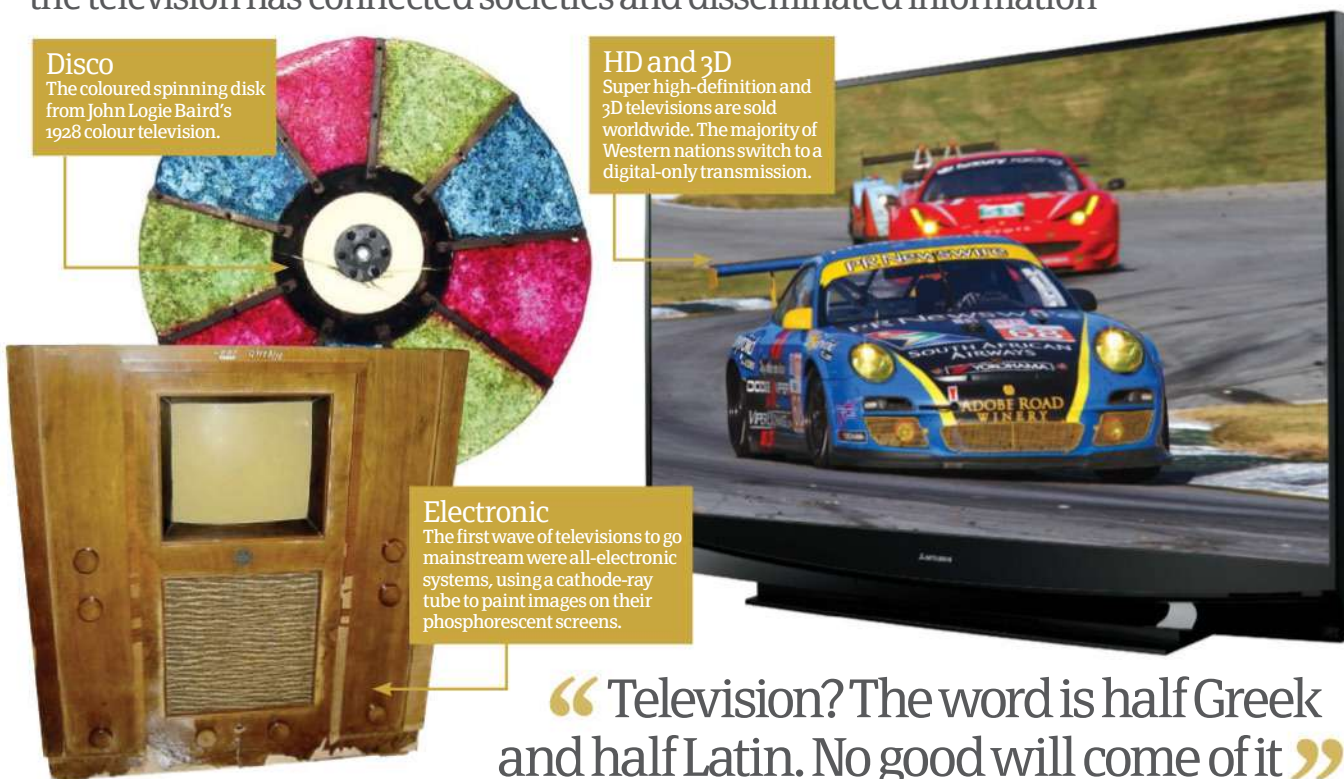 the television has connected societies and disseminated information
Disco
The coloured spinning disk
from John Logie Baird's
1928 colour television.
HD and 3D
Super high-definition and
3D televisions are sold
worldwide. The majority of
Western nations switch to a
digital-only transmission.
PR Newswire
PR Newswire
SOUTH AFRICAN
AIRWAYS
YOKOHAMA
ADOBE ROAD
WINERY
Electronic
The first wave of televisions to go
mainstream were all-electronic
systems, using a cathode-ray
tube to paint images on their
phosphorescent screens.
“ Television? The word is half Greek
and half Latin. No good will come of it ”